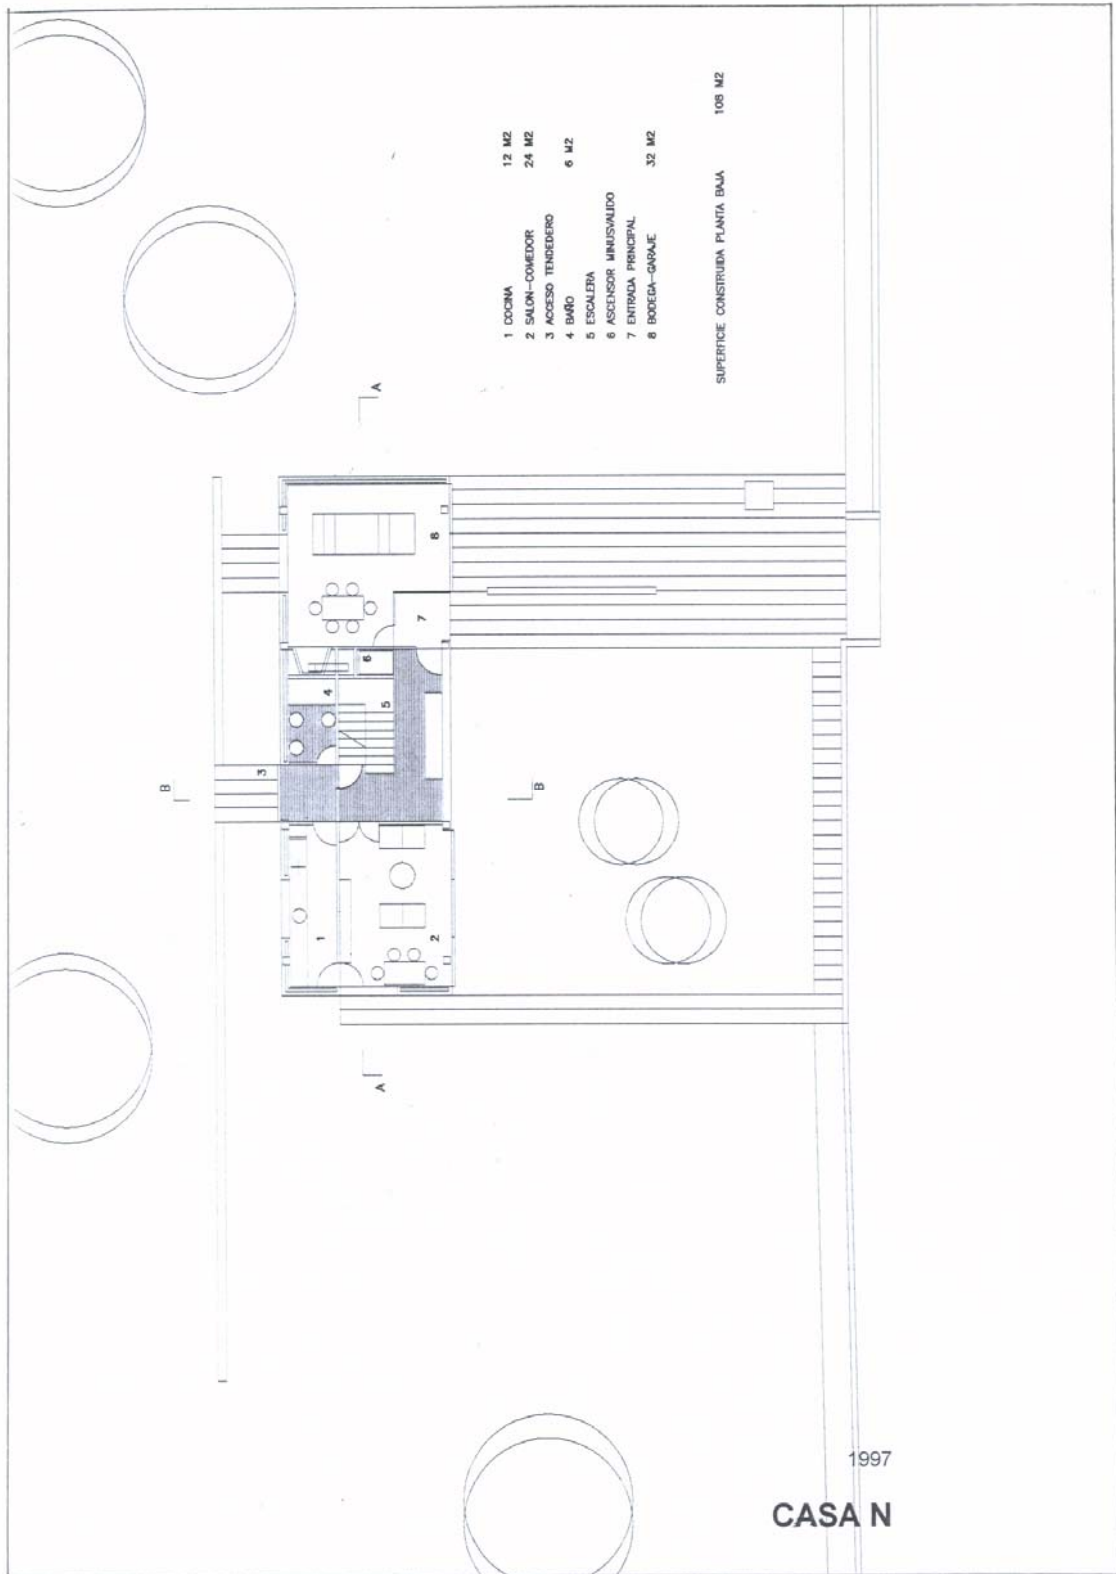 1 COCINA 12 M2
2 SALON-COMEDOR 24 M2
3 ACCESO TENDEDERO
4 BAÑO 6 M2
5 ESCALERA
6 ASCENSOR MINUSVALIDO
7 ENTRADA PRINCIPAL
8 BODEGA-GARAJE 32 M2
SUPERFICIE CONSTRUIDA PLANTA BAJA 108 M2
A
8
7
6
4
5
B
3
B
1
2
A
1997
CASA N